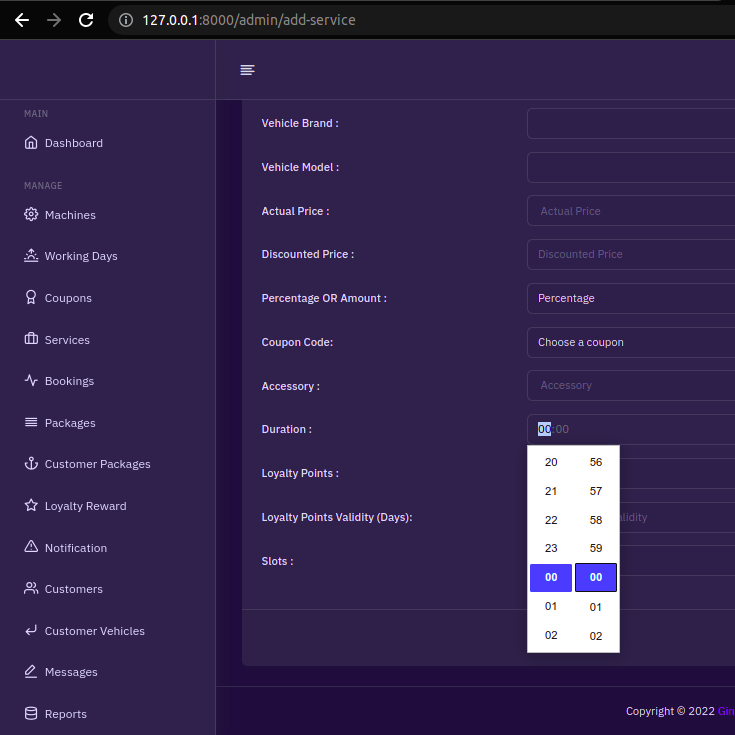 127.0.0.1:8000/admin/add-service
MAIN
Dashboard
MANAGE
Machines
Working Days
Coupons
Services
Bookings
Packages
Customer Packages
Loyalty Reward
Notification
Customers
Customer Vehicles
Messages
Reports
Vehicle Brand :
Vehicle Model :
Actual Price : Actual Price
Discounted Price : Discounted Price
Percentage OR Amount : Percentage
Coupon Code: Choose a coupon
Accessory : Accessory
Duration : 00:00
20 56
21 57
22 58
23 59
00 00
01 01
02 02
Loyalty Points :
Loyalty Points Validity (Days):
Slots :
Copyright © 2022